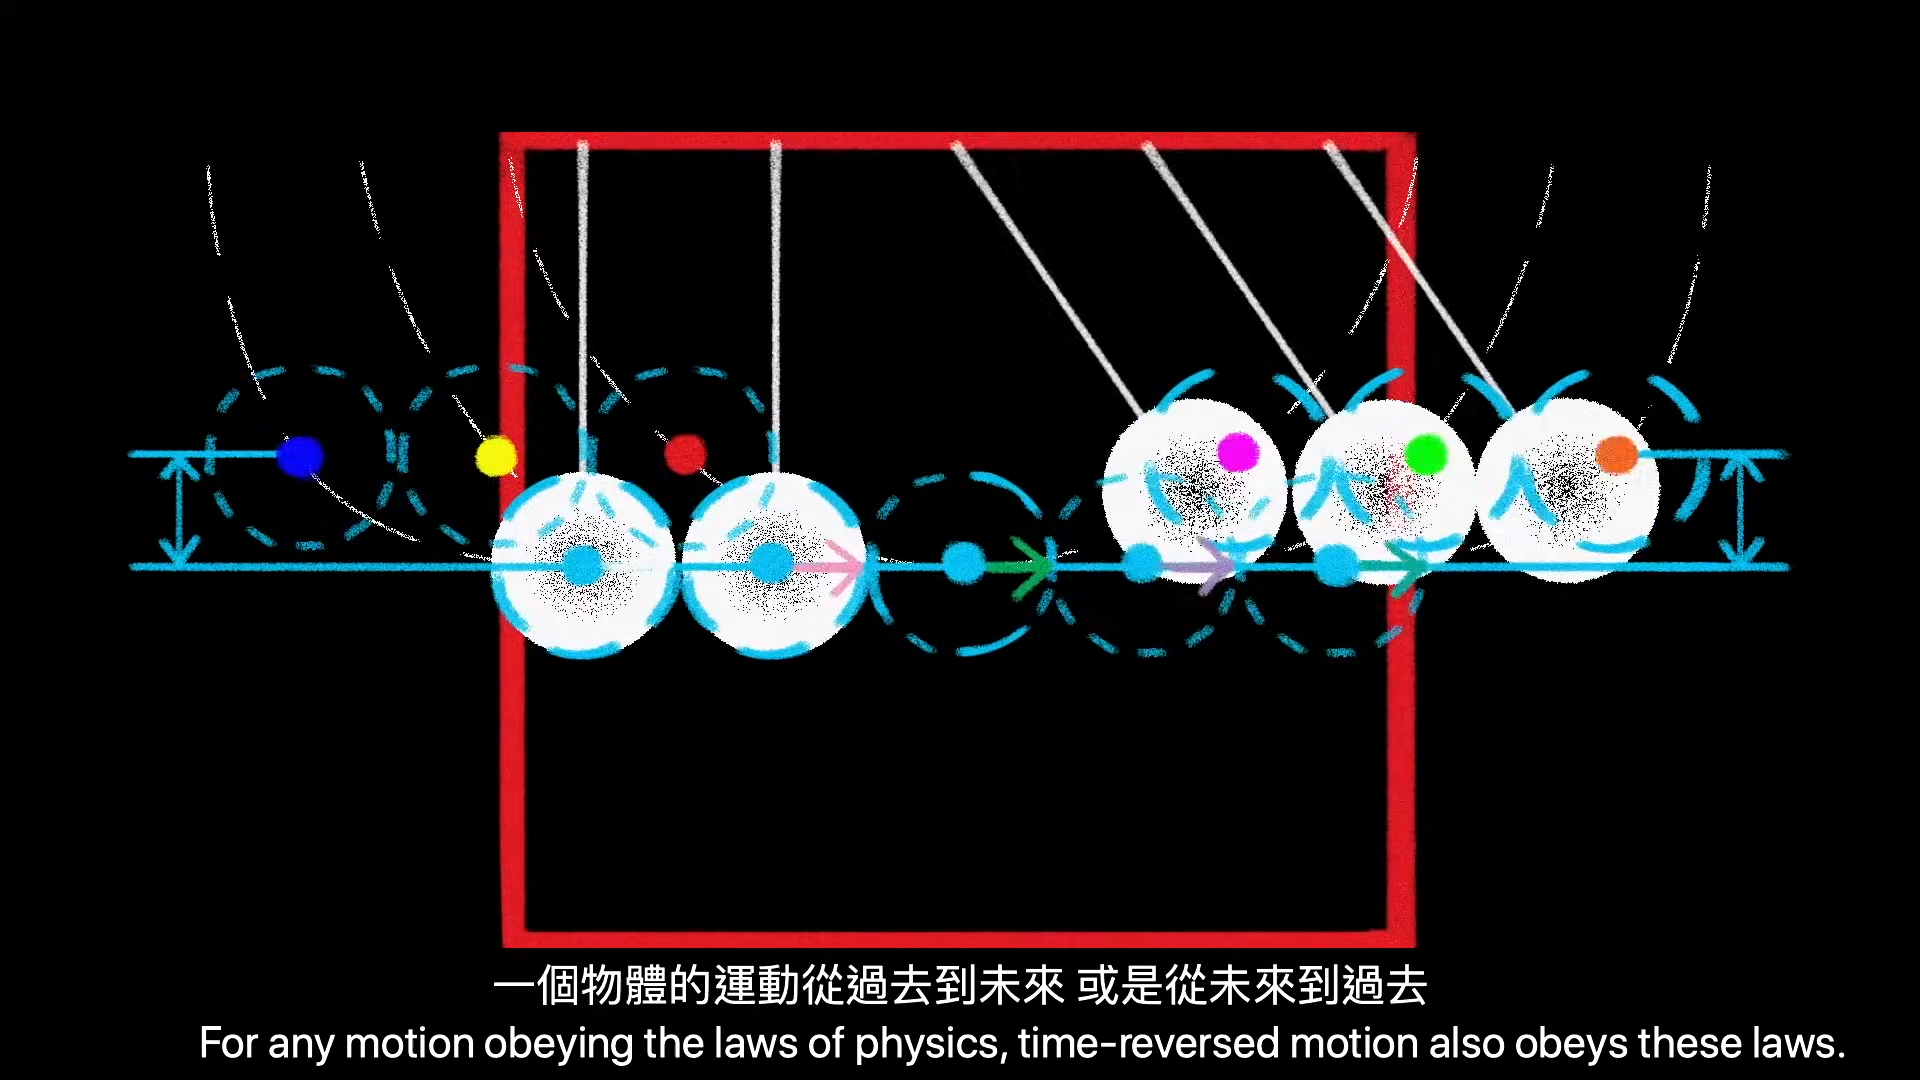 一個物體的運動從過去到未來 或是從未來到過去
For any motion obeying the laws of physics, time-reversed motion also obeys these laws.